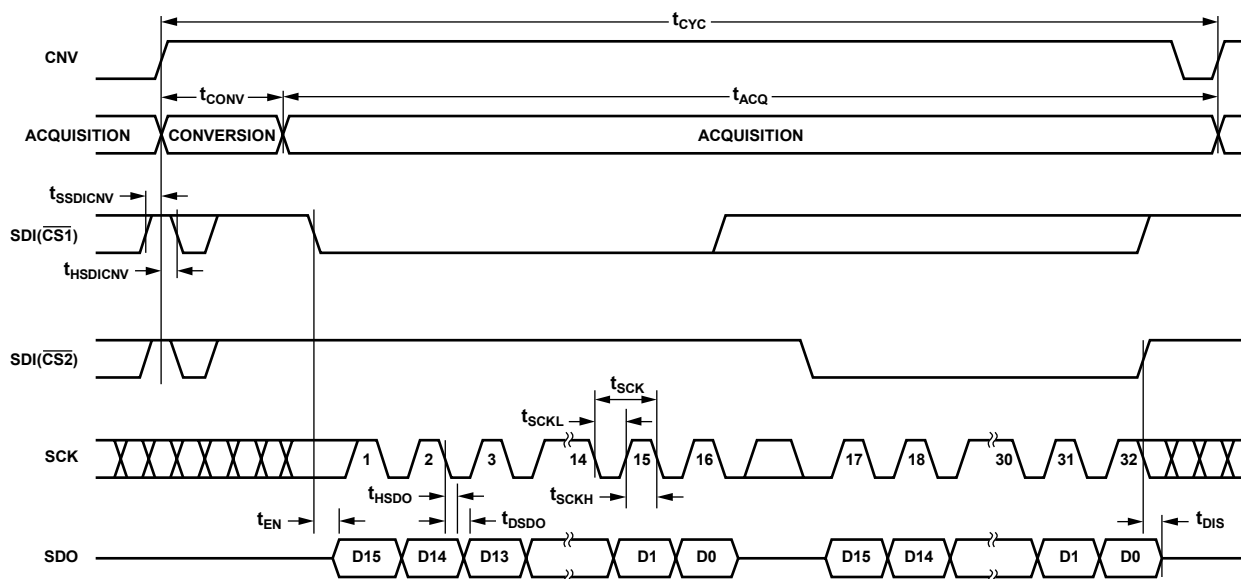 tCYC
CNV
tCONV
tACQ
ACQUISITION CONVERSION ACQUISITION
tSSDICNV
SDI(CS1)
tHSDICNV
SDI(CS2)
tSCK
tSCKL
SCK 1 2 3 14 15 16 17 18 30 31 32
tHSDO tSCKH
tEN tDSDO tDIS
SDO D15 D14 D13 D1 D0 D15 D14 D1 D0